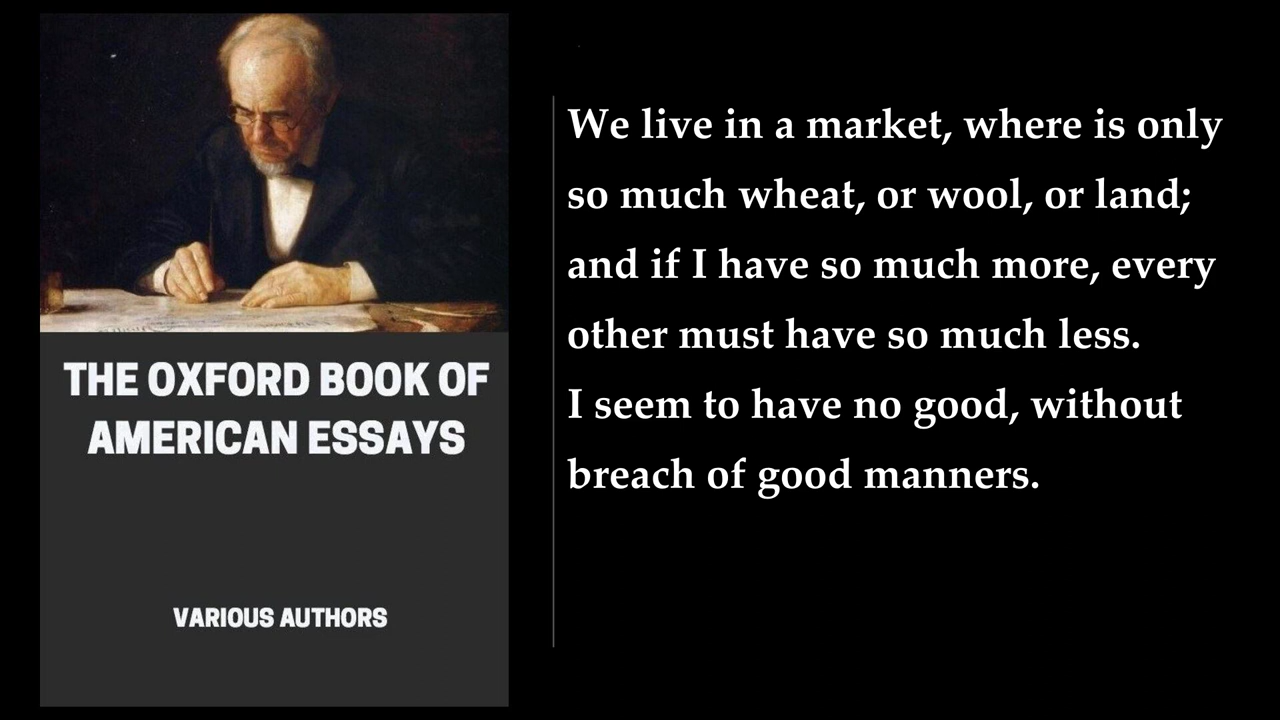 THE OXFORD BOOK OF
AMERICAN ESSAYS
VARIOUS AUTHORS
We live in a market, where is only
so much wheat, or wool, or land;
and if I have so much more, every
other must have so much less.
I seem to have no good, without
breach of good manners.